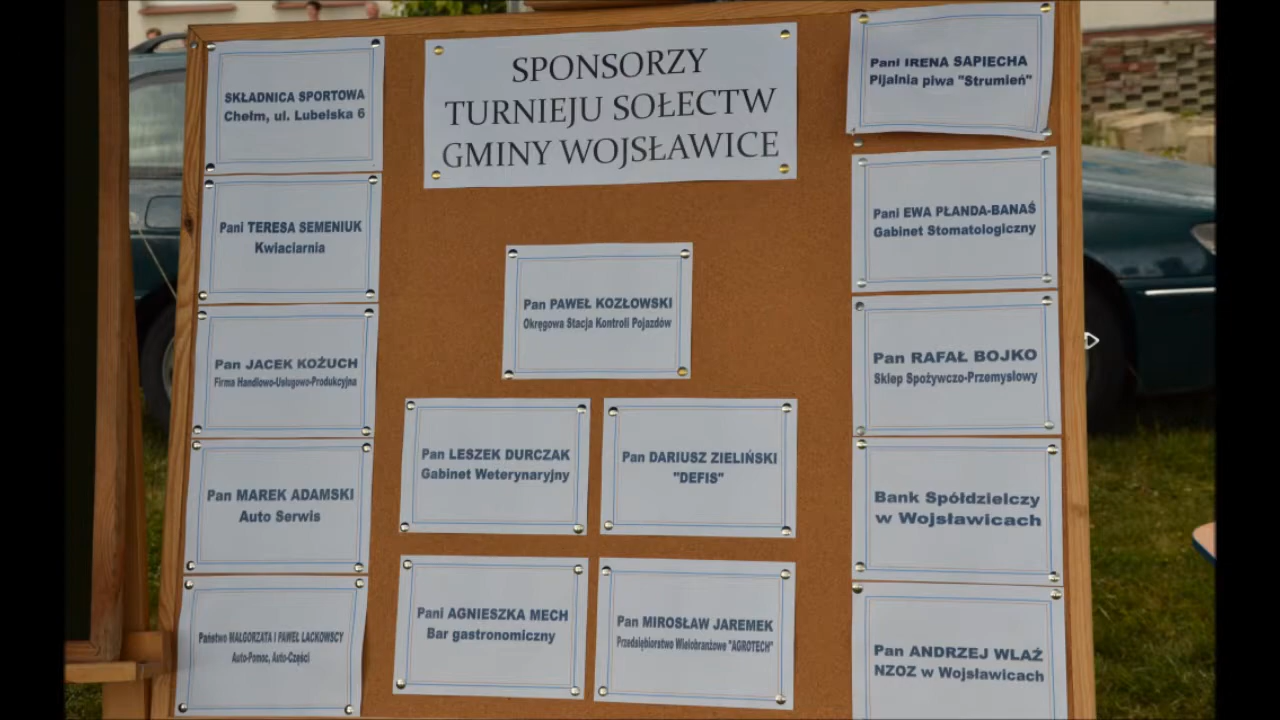 SPONSORZY
TURNIEJU SOŁECTW
GMINY WOJSŁAWICE
SKŁADNICA SPORTOWA
Chełm, ul. Lubelska 6
Pani TERESA SEMENIUK
Kwiaciarnia
Pan JACEK KOŻUCH
Firma Handlowo-Usługowo-Produkcyjna
Pan MAREK ADAMSKI
Auto Serwis
Państwo MAŁGORZATA I PAWEŁ LACKOWSCY
Auto-Pomoc, Auto-Części
Pan PAWEŁ KOZŁOWSKI
Okręgowa Stacja Kontroli Pojazdów
Pan LESZEK DURCZAK
Gabinet Weterynaryjny
Pan DARIUSZ ZIELIŃSKI
"DEFIS"
Pani AGNIESZKA MECH
Bar gastronomiczny
Pan MIROSŁAW JAREMEK
Przedsiębiorstwo Wielobranżowe "AGROTECH"
Pani IRENA SAPIECHA
Pijalnia piwa "Strumień"
Pani EWA PŁANDA-BANAŚ
Gabinet Stomatologiczny
Pan RAFAŁ BOJKO
Sklep Spożywczo-Przemysłowy
Bank Spółdzielczy
w Wojsławicach
Pan ANDRZEJ WLAŹ
NZOZ w Wojsławicach